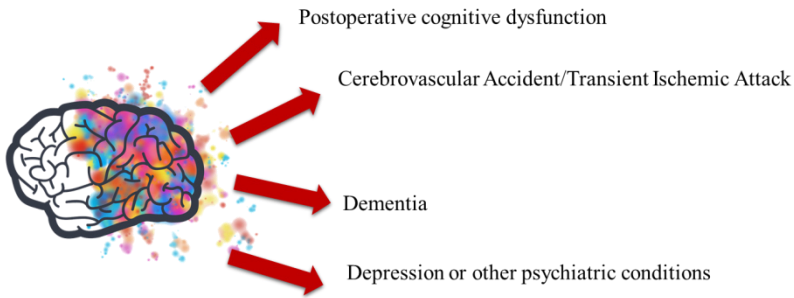 Postoperative cognitive dysfunction
Cerebrovascular Accident/Transient Ischemic Attack
Dementia
Depression or other psychiatric conditions